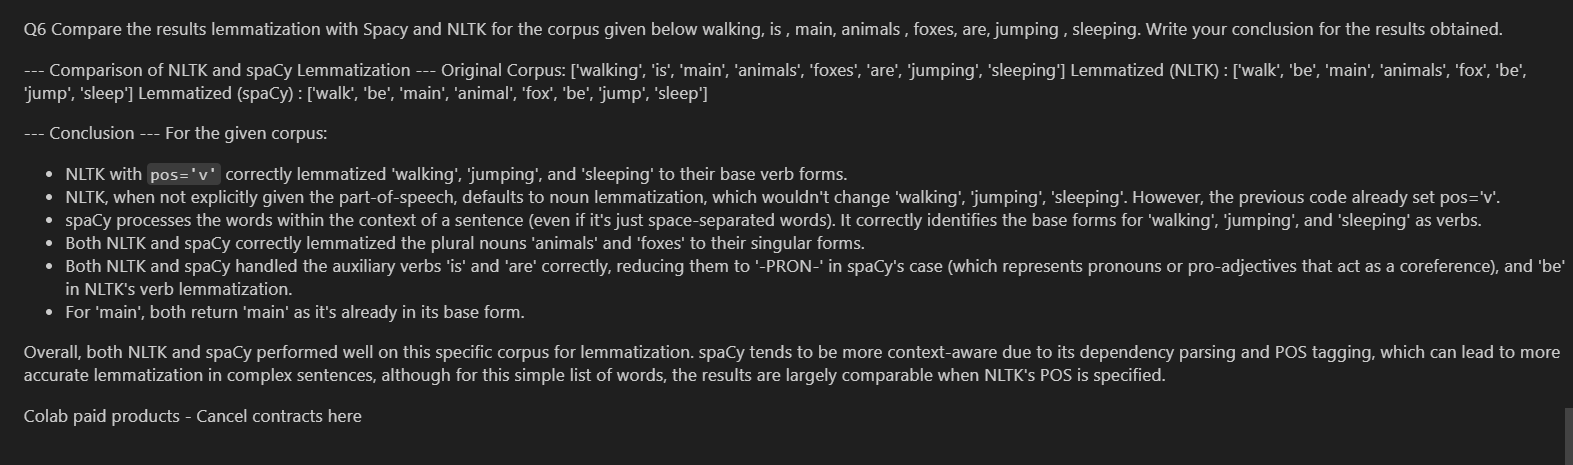 Q6 Compare the results lemmatization with Spacy and NLTK for the corpus given below walking, is , main, animals , foxes, are, jumping , sleeping. Write your conclusion for the results obtained.
--- Comparison of NLTK and spaCy Lemmatization --- Original Corpus: ['walking', 'is', 'main', 'animals', 'foxes', 'are', 'jumping', 'sleeping'] Lemmatized (NLTK) : ['walk', 'be', 'main', 'animals', 'fox', 'be',
'jump', 'sleep'] Lemmatized (spaCy) : ['walk', 'be', 'main', 'animal', 'fox', 'be', 'jump', 'sleep']
--- Conclusion --- For the given corpus:
• NLTK with pos='v' correctly lemmatized 'walking', 'jumping', and 'sleeping' to their base verb forms.
• NLTK, when not explicitly given the part-of-speech, defaults to noun lemmatization, which wouldn't change 'walking', 'jumping', 'sleeping'. However, the previous code already set pos='v'.
• spaCy processes the words within the context of a sentence (even if it's just space-separated words). It correctly identifies the base forms for 'walking', 'jumping', and 'sleeping' as verbs.
• Both NLTK and spaCy correctly lemmatized the plural nouns 'animals' and 'foxes' to their singular forms.
• Both NLTK and spaCy handled the auxiliary verbs 'is' and 'are' correctly, reducing them to '-PRON-' in spaCy's case (which represents pronouns or pro-adjectives that act as a coreference), and 'be'
in NLTK's verb lemmatization.
• For 'main', both return 'main' as it's already in its base form.
Overall, both NLTK and spaCy performed well on this specific corpus for lemmatization. spaCy tends to be more context-aware due to its dependency parsing and POS tagging, which can lead to more
accurate lemmatization in complex sentences, although for this simple list of words, the results are largely comparable when NLTK's POS is specified.
Colab paid products - Cancel contracts here